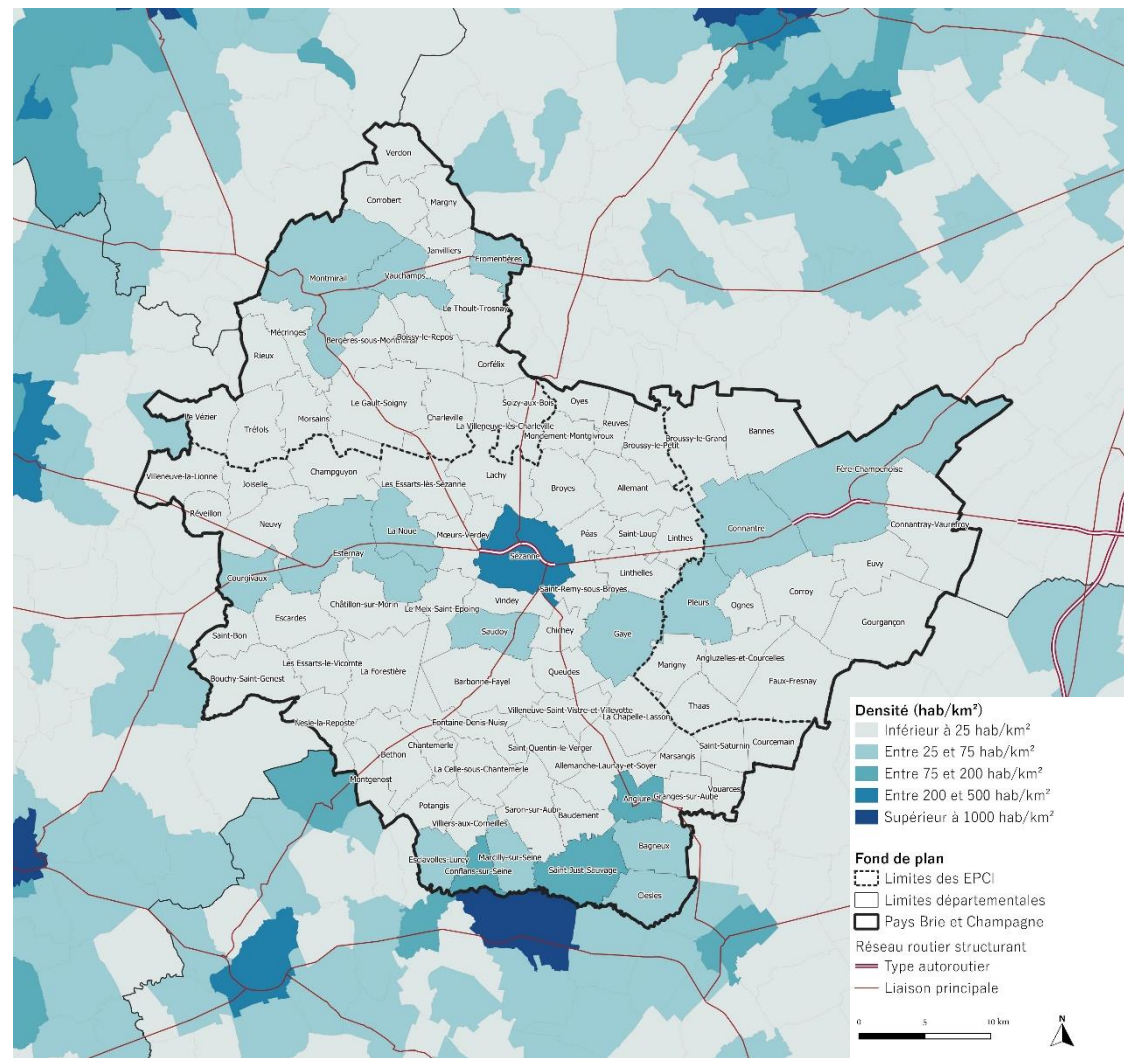 Verdon
Corrobert
Margny
Janvilliers
Fromentières
Montmirail
Vauchamps
Le Thoult-Trosnay
Mécringes
Bergères-sous-Montmirail
Boissy-le-Repos
Rieux
Corfélix
Le Gault-Soigny
Soizy-aux-Bois
Oyes
Le Vézier
Charleville
Reuves
Bannes
Morsains
La Villeneuve-lès-Charleville
Tréfols
Mondement-Montgivroux
Broussy-le-Grand
Broussy-le-Petit
Fère-Champenoise
Champguyon
Villeneuve-la-Lionne
Lachy
Joiselle
Les Essarts-lès-Sézanne
Broyes
Allemant
Réveillon
Neuvy
La Noue
Connantre
Connantray-Vaurefroy
Mœurs-Verdey
Péas
Saint-Loup
Linthes
Esternay
Sézanne
Euvy
Courgivaux
Linthelles
Corroy
Saint-Remy-sous-Broyes
Châtillon-sur-Morin
Vindey
Pleurs
Le Meix-Saint-Epoing
Ognes
Escardes
Gourgançon
Saudoy
Chichey
Gaye
Saint-Bon
Les Essarts-le-Vicomte
Marigny
Angluzelles-et-Courcelles
La Forestière
Queudes
Bouchy-Saint-Genest
Barbonne-Fayel
Faux-Fresnay
Thaas
Villeneuve-Saint-Vistre-et-Villevotte
La Chapelle-Lasson
Nesle-la-Reposte
Fontaine-Denis-Nuisy
Chantemerle
Saint-Quentin-le-Verger
Courcemain
Saint-Saturnin
Bethon
Marsangis
La Celle-sous-Chantemerle
Allemanche-Launay-et-Soyer
Montgenost
Vouarces
Anglure
Granges-sur-Aube
Potangis
Saron-sur-Aube
Baudement
Villiers-aux-Corneilles
Bagneux
Esclavolles-Lurey
Marcilly-sur-Seine
Conflans-sur-Seine
Saint-Just-Sauvage
Clesles
Densité (hab/km²)
Inférieur à 25 hab/km²
Entre 25 et 75 hab/km²
Entre 75 et 200 hab/km²
Entre 200 et 500 hab/km²
Supérieur à 1000 hab/km²
Fond de plan
Limites des EPCI
Limites départementales
Pays Brie et Champagne
Réseau routier structurant
Type autoroutier
Liaison principale
0 5 10 km
N